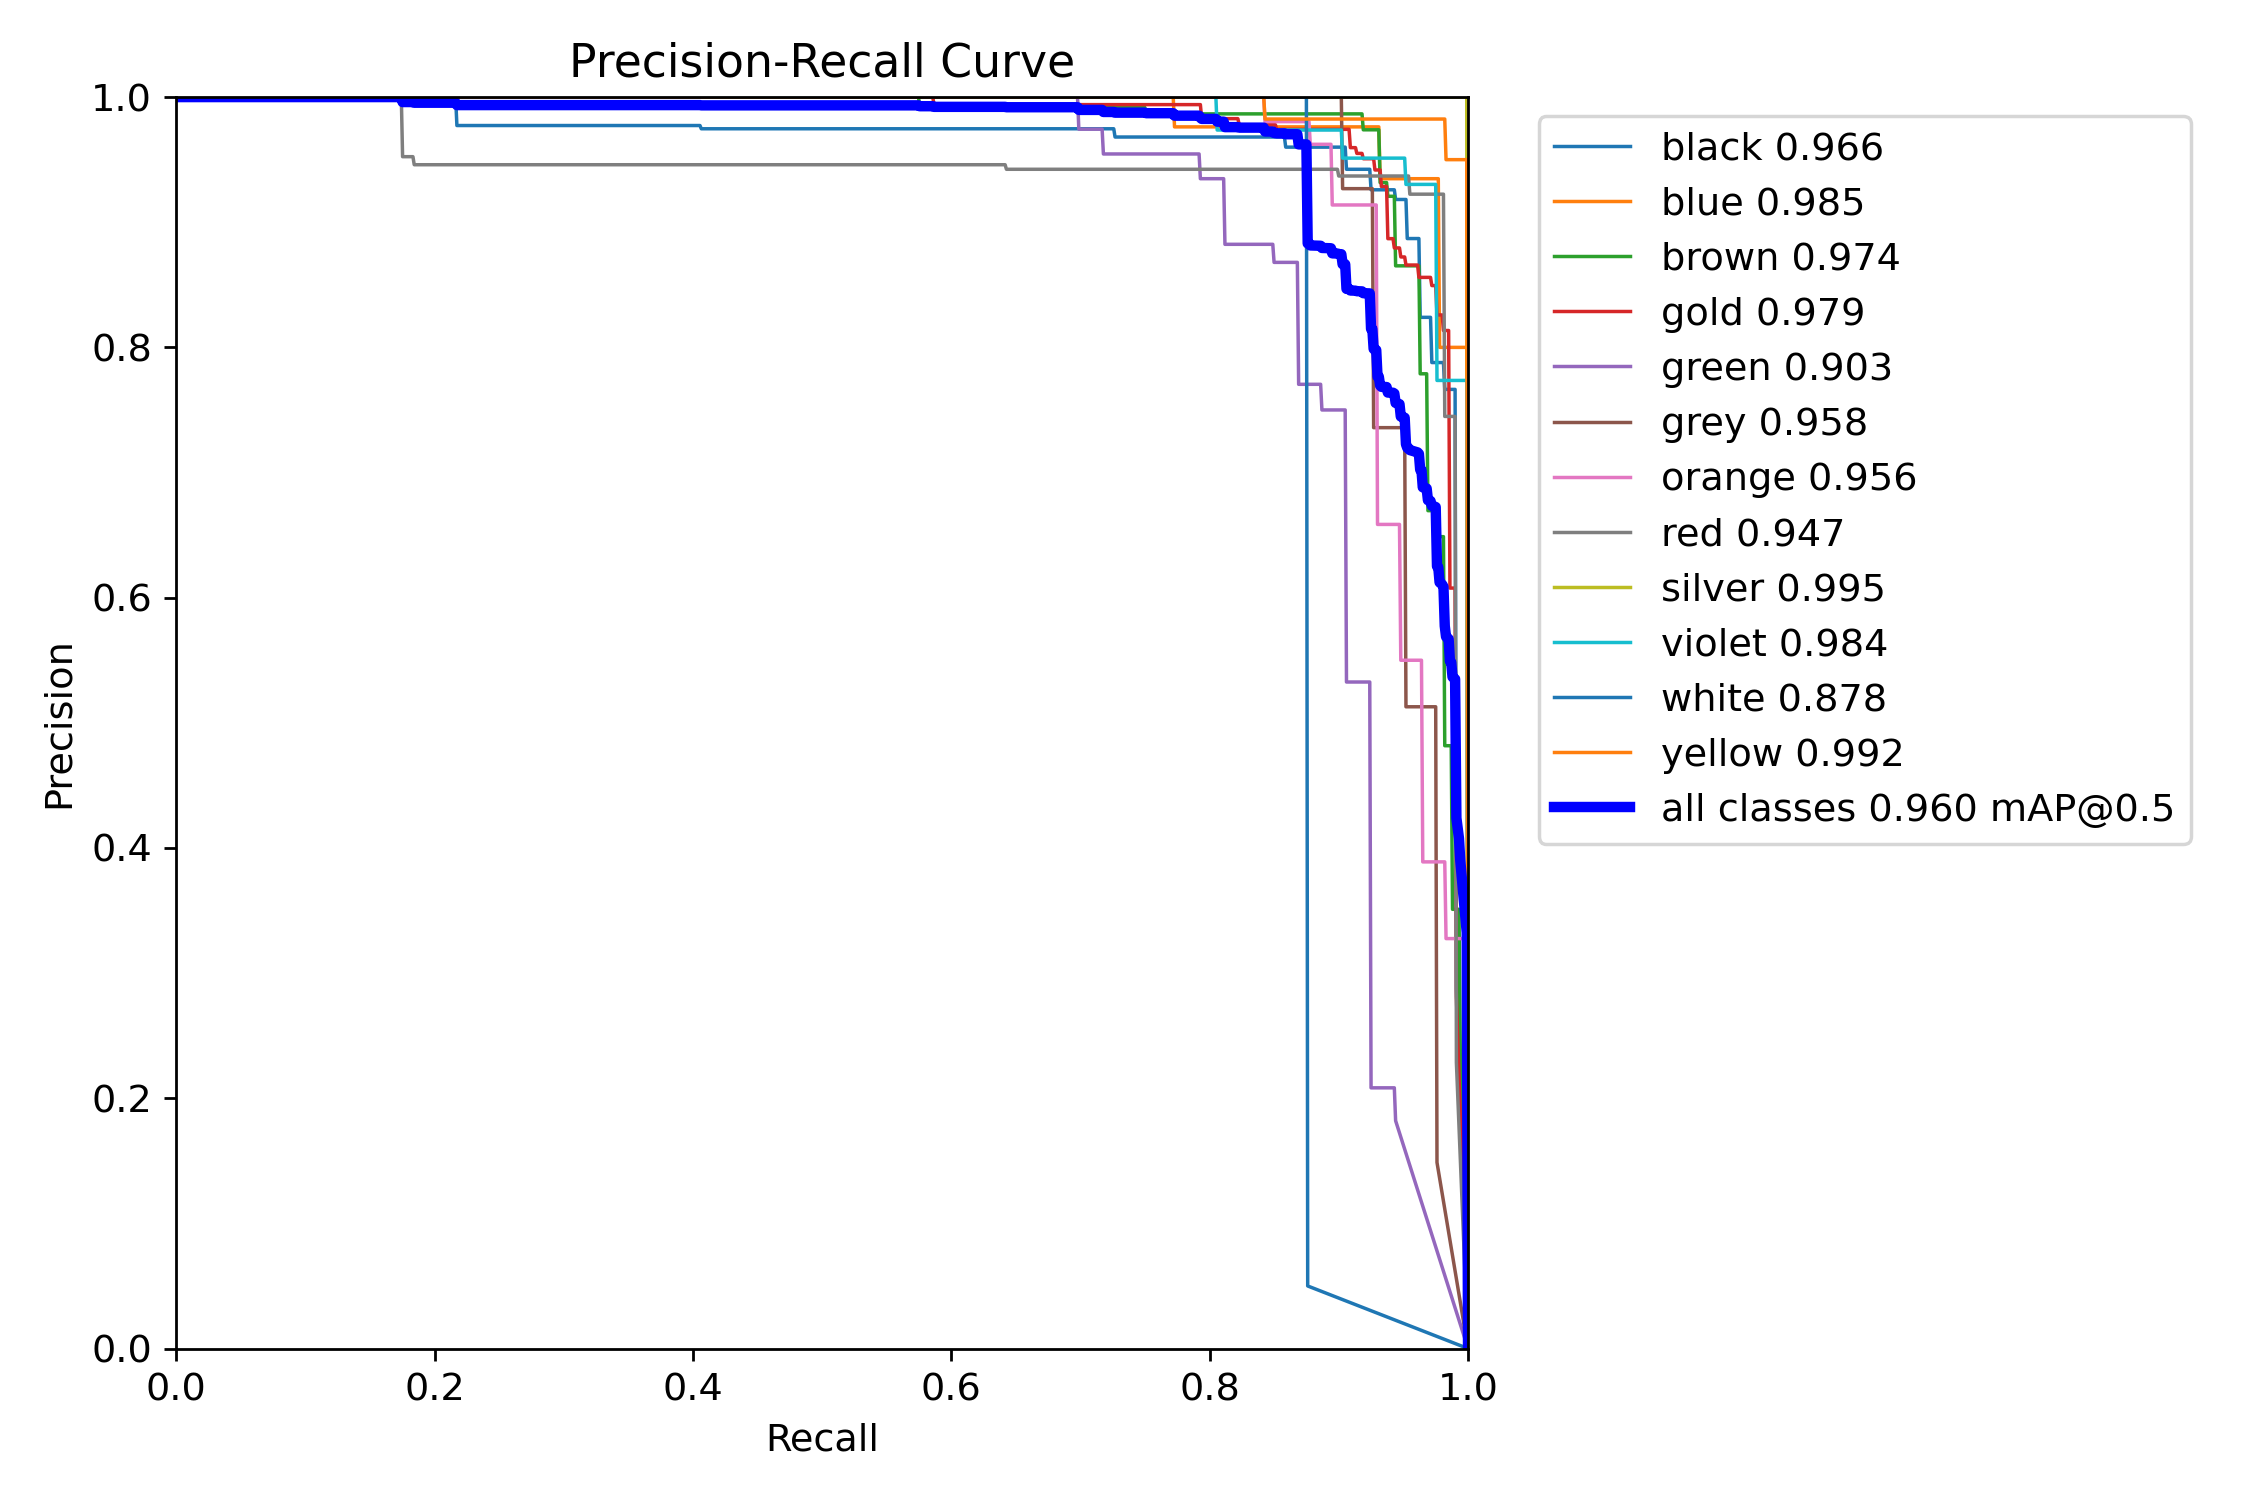 Precision-Recall Curve
1.0
0.8
0.6
0.4
0.2
0.0
Precision
0.0 0.2 0.4 0.6 0.8 1.0
Recall
black 0.966
blue 0.985
brown 0.974
gold 0.979
green 0.903
grey 0.958
orange 0.956
red 0.947
silver 0.995
violet 0.984
white 0.878
yellow 0.992
all classes 0.960 mAP@0.5